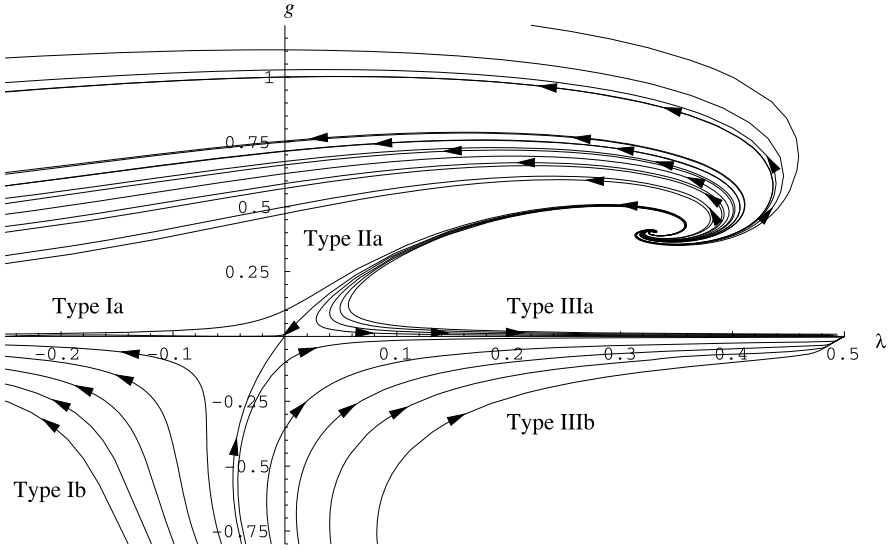 g
1
0.75
0.5
Type IIa
0.25
Type Ia
Type IIIa
λ
-0.2
-0.1
0.1
0.2
0.3
0.4
0.5
-0.25
Type IIIb
-0.5
Type Ib
-0.75